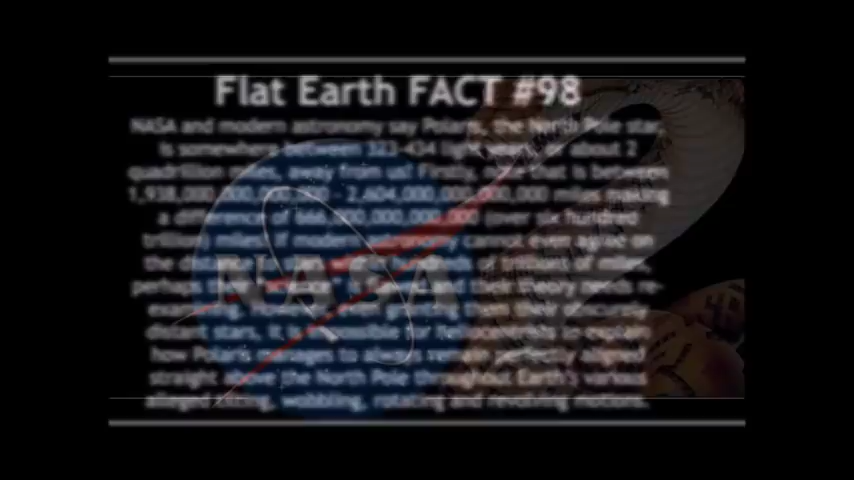 Flat Earth FACT #98
NASA and modern astronomy say Polaris, the North Pole star,
is somewhere between 323-434 light years, or about 2
quadrillion miles, away from us! Firstly, note that is between
1,938,000,000,000,000 - 2,604,000,000,000,000 miles making
a difference of 666,000,000,000,000 (over six hundred
trillion) miles! If modern astronomy cannot even agree on
the distance to stars within hundreds of trillions of miles,
perhaps their "science" is flawed and their theory needs re-
examining. However, even granting them their obscurely
distant stars, it is impossible for heliocentrists to explain
how Polaris manages to always remain perfectly aligned
straight above the North Pole throughout Earth's various
alleged tilting, wobbling, rotating and revolving motions.
NASA